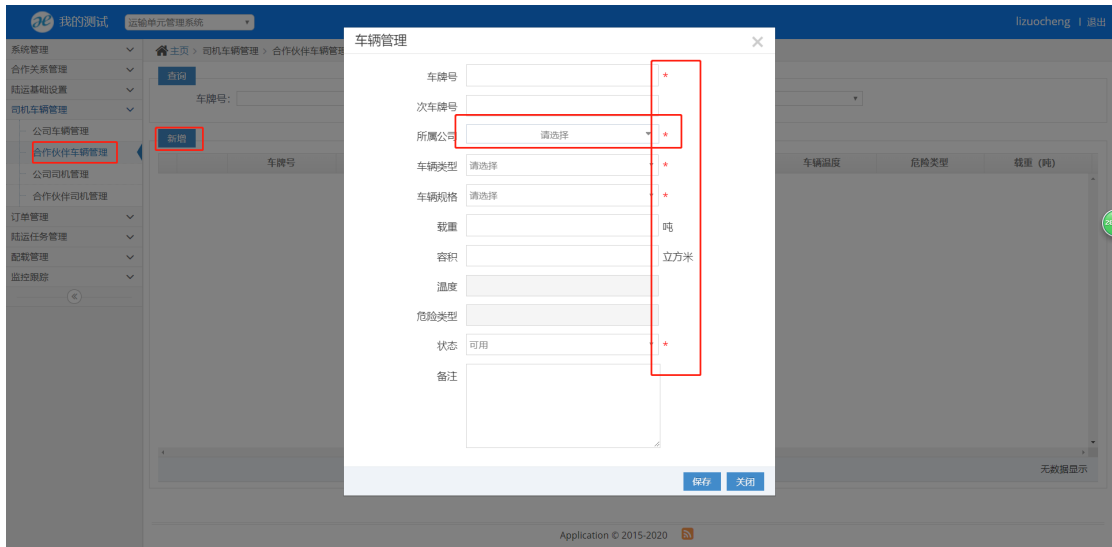 我的测试
运输单元管理系统
lizuocheng | 退出
系统管理
合作关系管理
陆运基础设置
司机车辆管理
公司车辆管理
合作伙伴车辆管理
公司司机管理
合作伙伴司机管理
订单管理
陆运任务管理
配载管理
监控跟踪
主页 > 司机车辆管理 > 合作伙伴车辆管理
查询
车牌号:
新增
车牌号
车辆温度
危险类型
载重 (吨)
无数据显示
车辆管理
×
车牌号 *
次车牌号
所属公司 请选择 *
车辆类型 请选择 *
车辆规格 请选择 *
载重 吨
容积 立方米
温度
危险类型
状态 可用 *
备注
保存 关闭
Application © 2015-2020